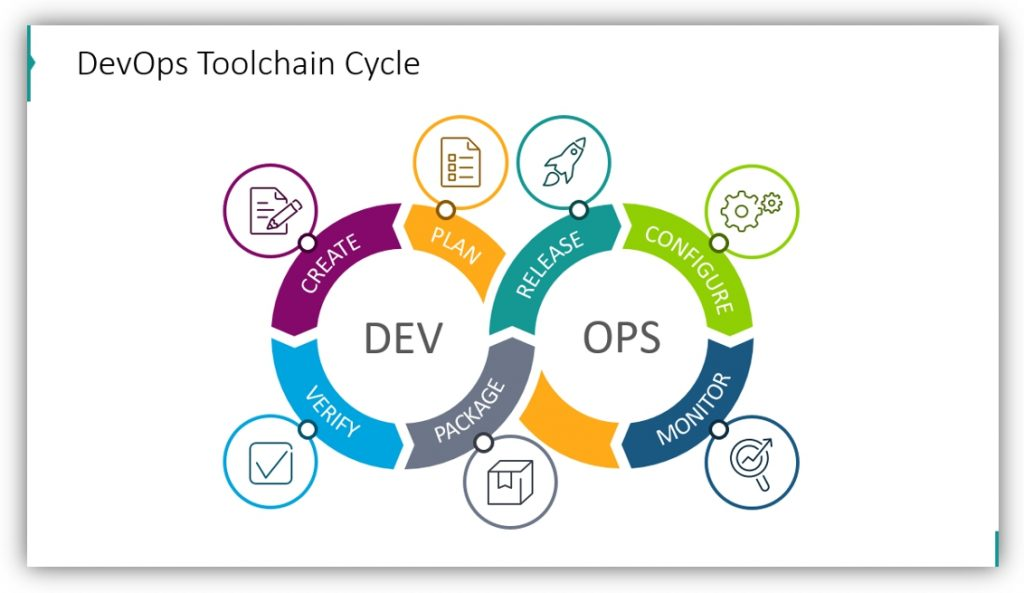 DevOps Toolchain Cycle
CREATE
PLAN
RELEASE
CONFIGURE
DEV
OPS
VERIFY
PACKAGE
MONITOR